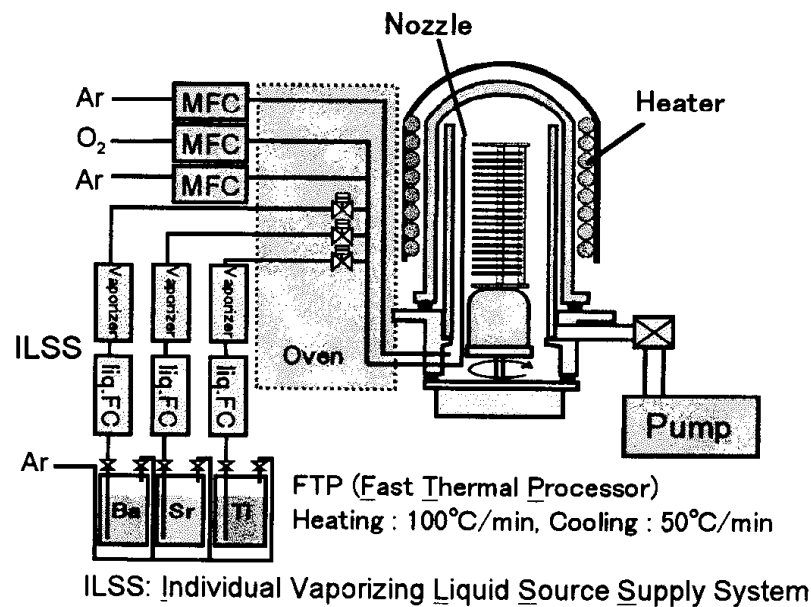 Nozzle
Heater
Ar
MFC
O₂
MFC
Ar
MFC
Vaporizer
Vaporizer
Vaporizer
ILSS
liq.FC
liq.FC
liq.FC
Oven
Pump
Ar
Ba
Sr
Ti
FTP (Fast Thermal Processor)
Heating : 100°C/min, Cooling : 50°C/min
ILSS: Individual Vaporizing Liquid Source Supply System